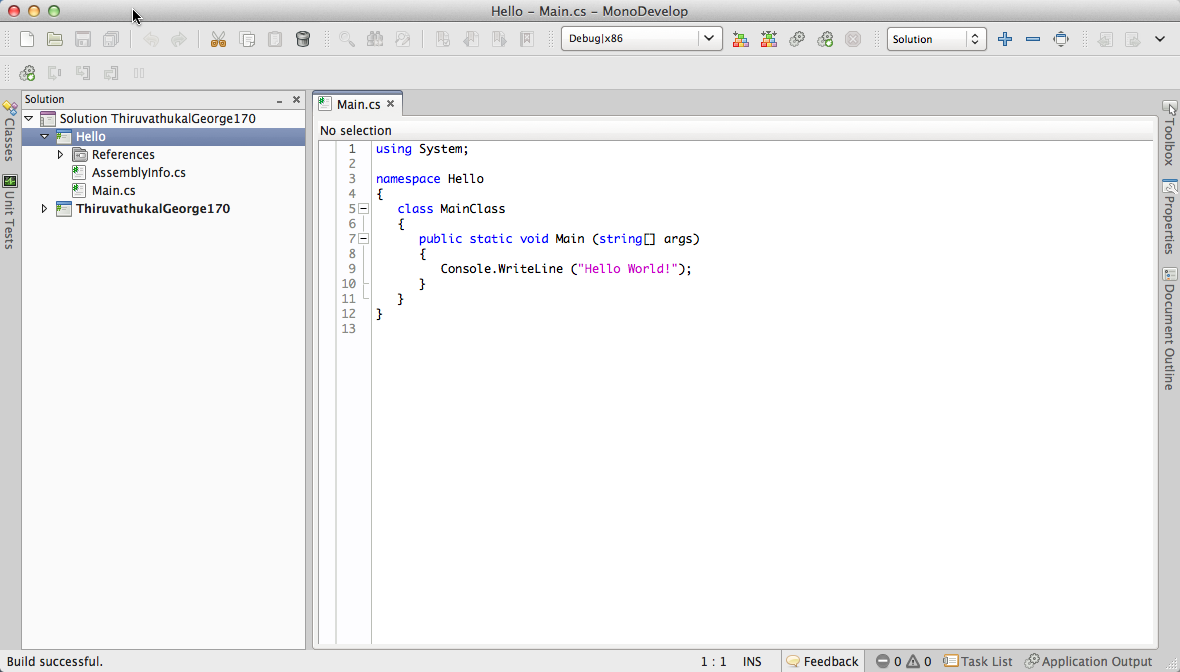 Hello – Main.cs – MonoDevelop
Debug|x86
Solution
Solution
Solution ThiruvathukalGeorge170
Hello
References
AssemblyInfo.cs
Main.cs
ThiruvathukalGeorge170
Classes
Unit Tests
Main.cs
No selection
1 using System;
2
3 namespace Hello
4 {
5 class MainClass
6 {
7 public static void Main (string[] args)
8 {
9 Console.WriteLine ("Hello World!");
10 }
11 }
12 }
13
Toolbox
Properties
Document Outline
Build successful.
1 : 1 INS Feedback 0 0 Task List Application Output